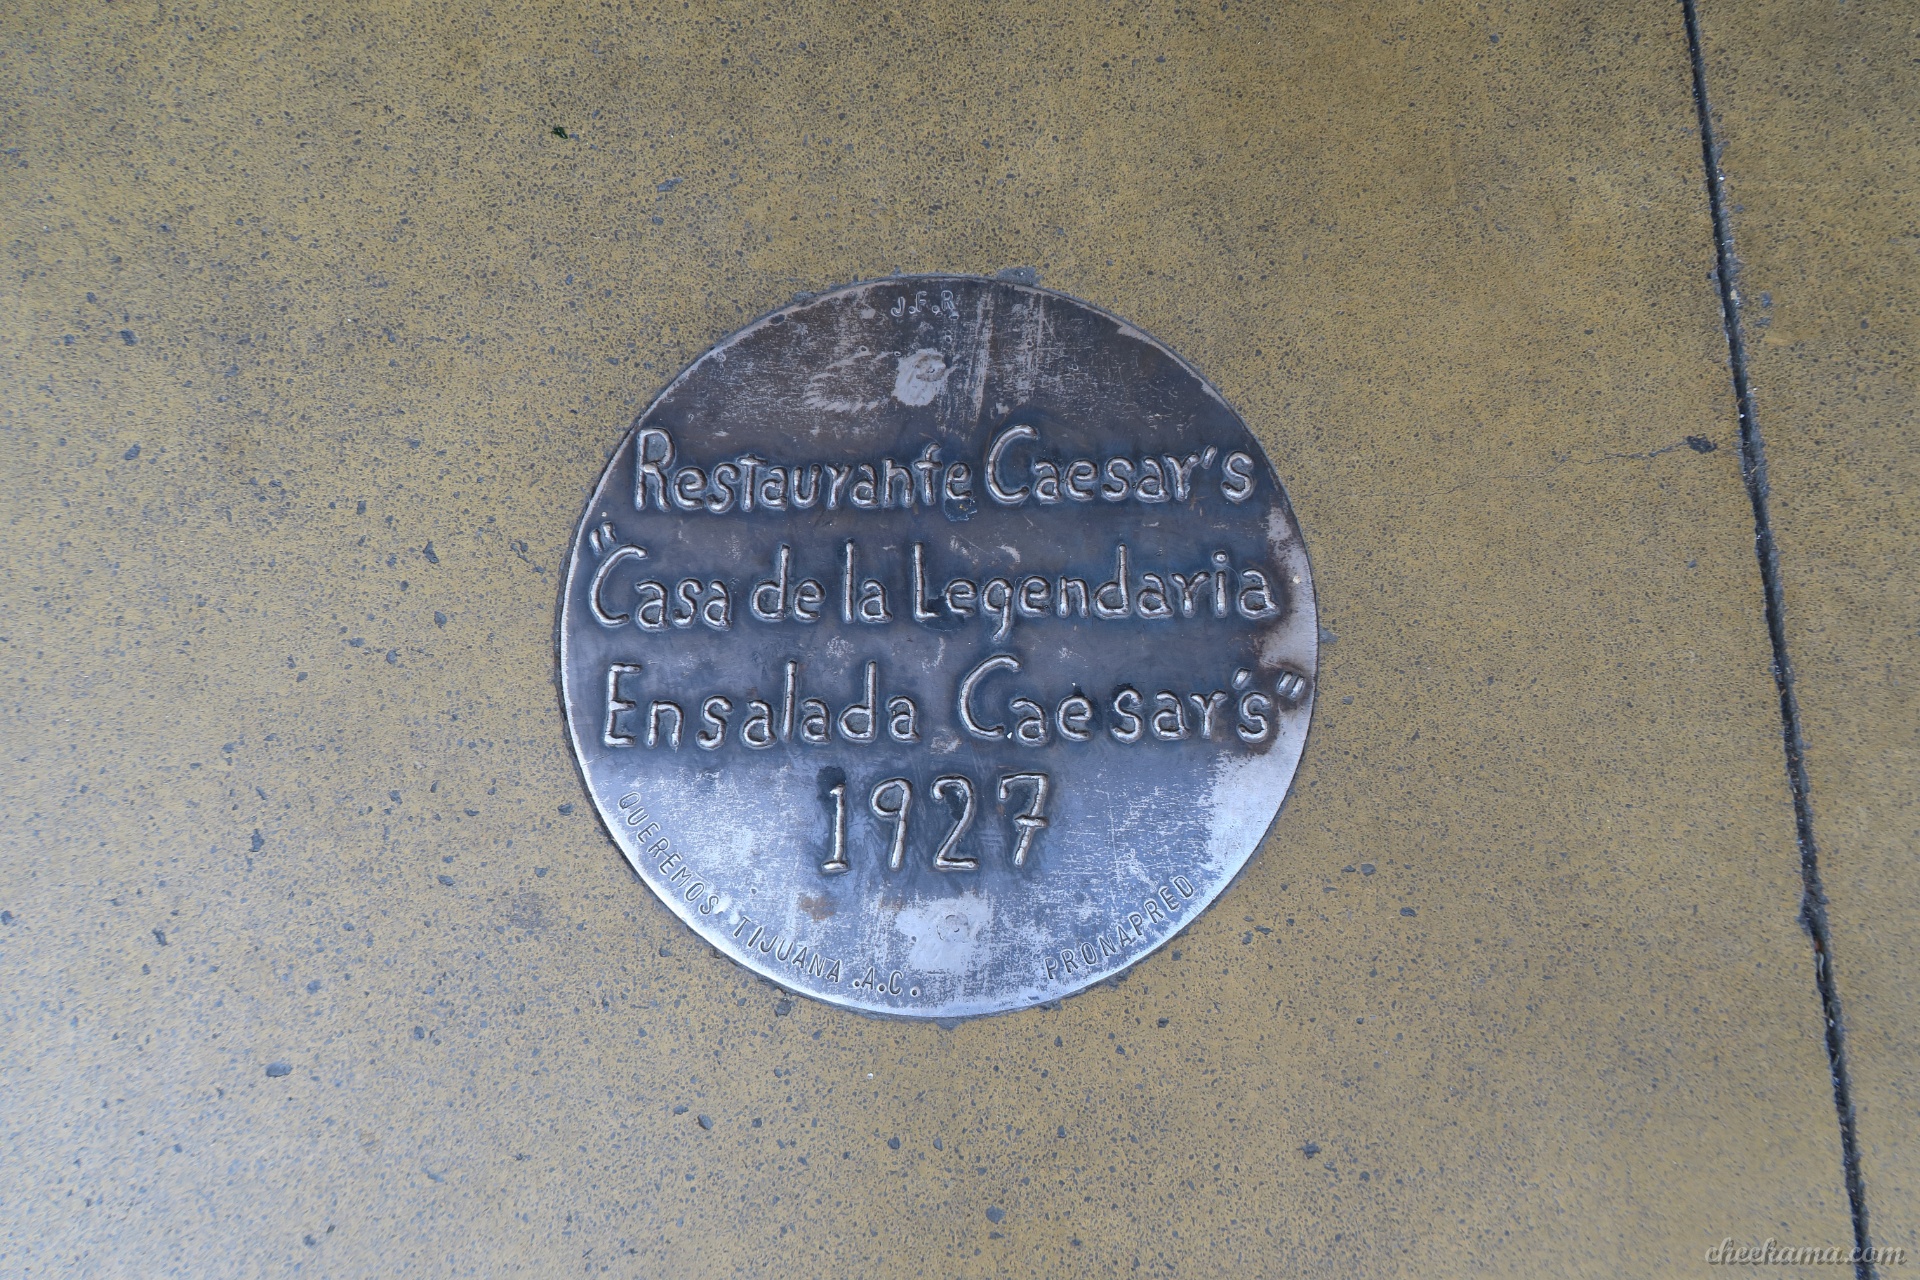 J.F.R
Restaurante Caesar's
"Casa de la Legendaria
Ensalada Caesar's"
1927
QUEREMOS TIJUANA .A.C.
PRONAPRED
cheekama.com